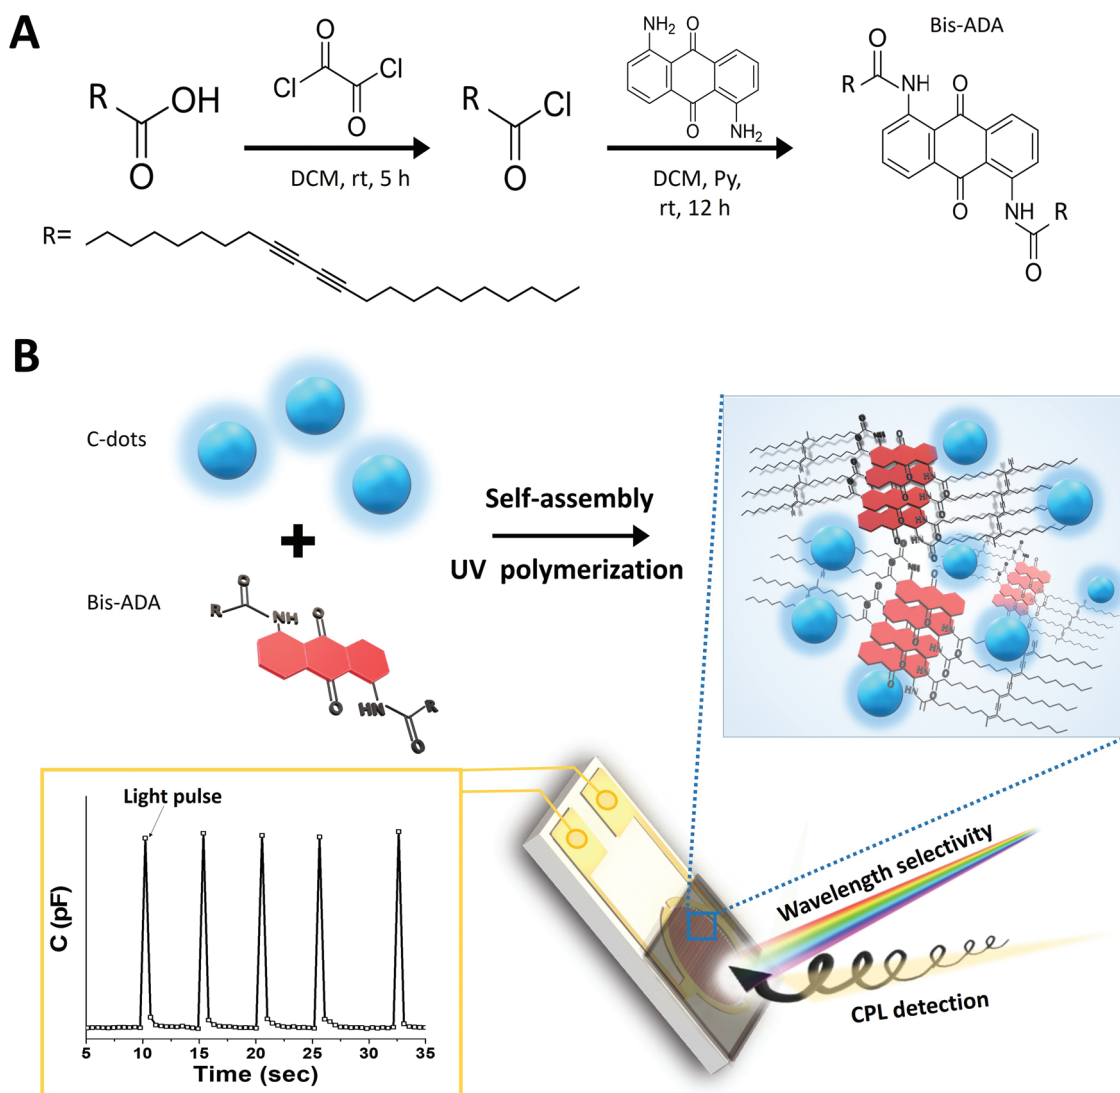 A
Bis-ADA
R
OH
O
O
Cl
Cl
O
DCM, rt, 5 h
R
Cl
O
NH₂
O
O
NH₂
DCM, Py,
rt, 12 h
O
R
NH
O
O
NH
R
O
R=
B
C-dots
+
Bis-ADA
O
R
NH
O
O
HN
R
O
Self-assembly
UV polymerization
Light pulse
C (pF)
5
10
15
20
25
30
35
Time (sec)
Wavelength selectivity
CPL detection